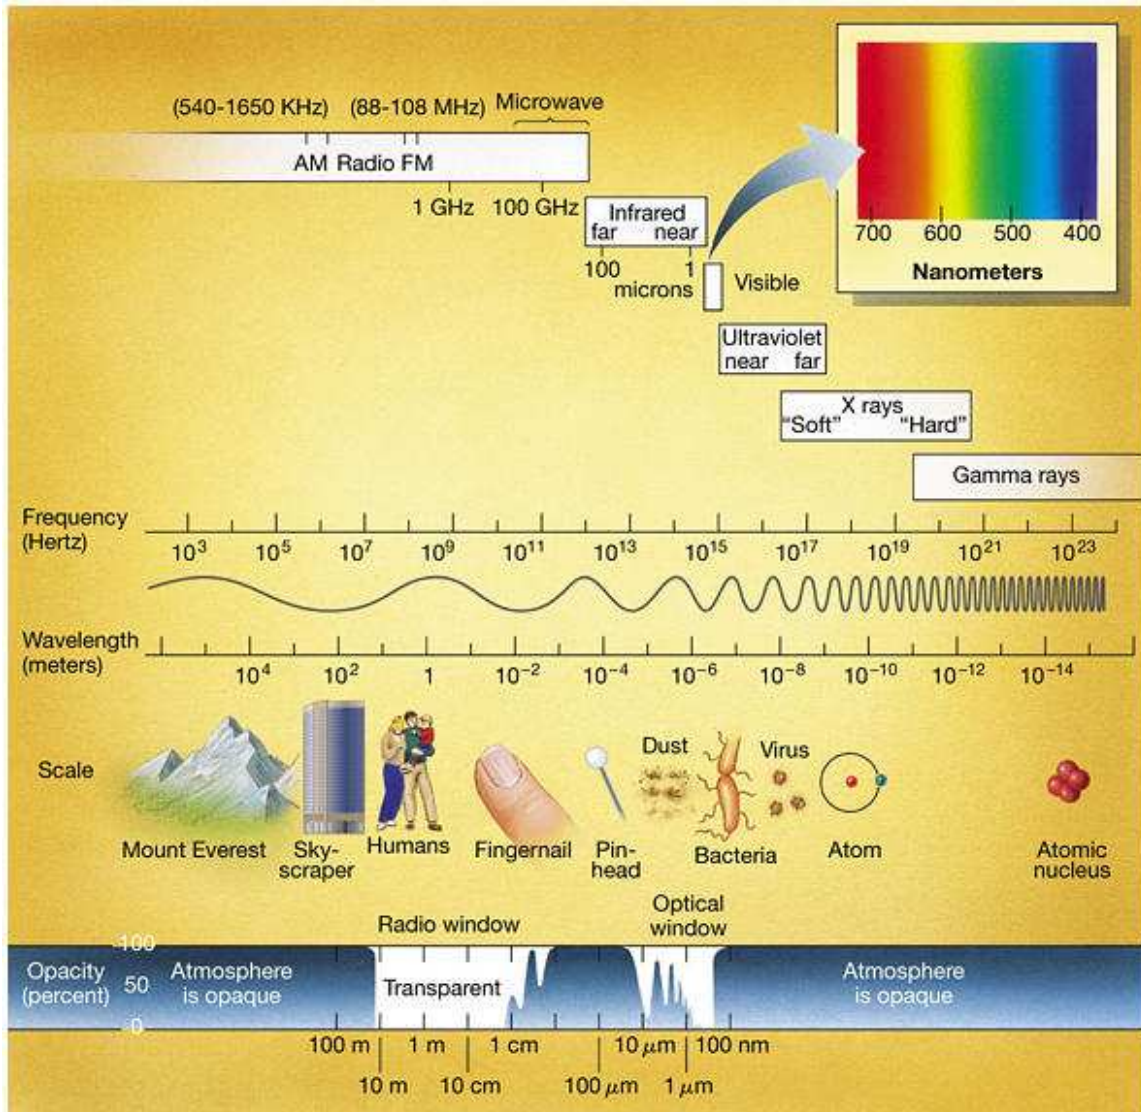 (540-1650 KHz) (88-108 MHz) Microwave
AM Radio FM
1 GHz 100 GHz
Infrared
far near
100 1
microns
Visible
700 600 500 400
Nanometers
Ultraviolet
near far
X rays
“Soft” “Hard”
Gamma rays
Frequency
(Hertz)
10³ 10⁵ 10⁷ 10⁹ 10¹¹ 10¹³ 10¹⁵ 10¹⁷ 10¹⁹ 10²¹ 10²³
Wavelength
(meters)
10⁴ 10² 1 10⁻² 10⁻⁴ 10⁻⁶ 10⁻⁸ 10⁻¹⁰ 10⁻¹² 10⁻¹⁴
Scale
Dust
Virus
Mount Everest
Sky-
scraper
Humans
Fingernail
Pin-
head
Bacteria
Atom
Atomic
nucleus
Radio window
Optical
window
Opacity
(percent)
100
50
0
Atmosphere
is opaque
Transparent
Atmosphere
is opaque
100 m 1 m 1 cm 10 μm 100 nm
10 m 10 cm 100 μm 1 μm